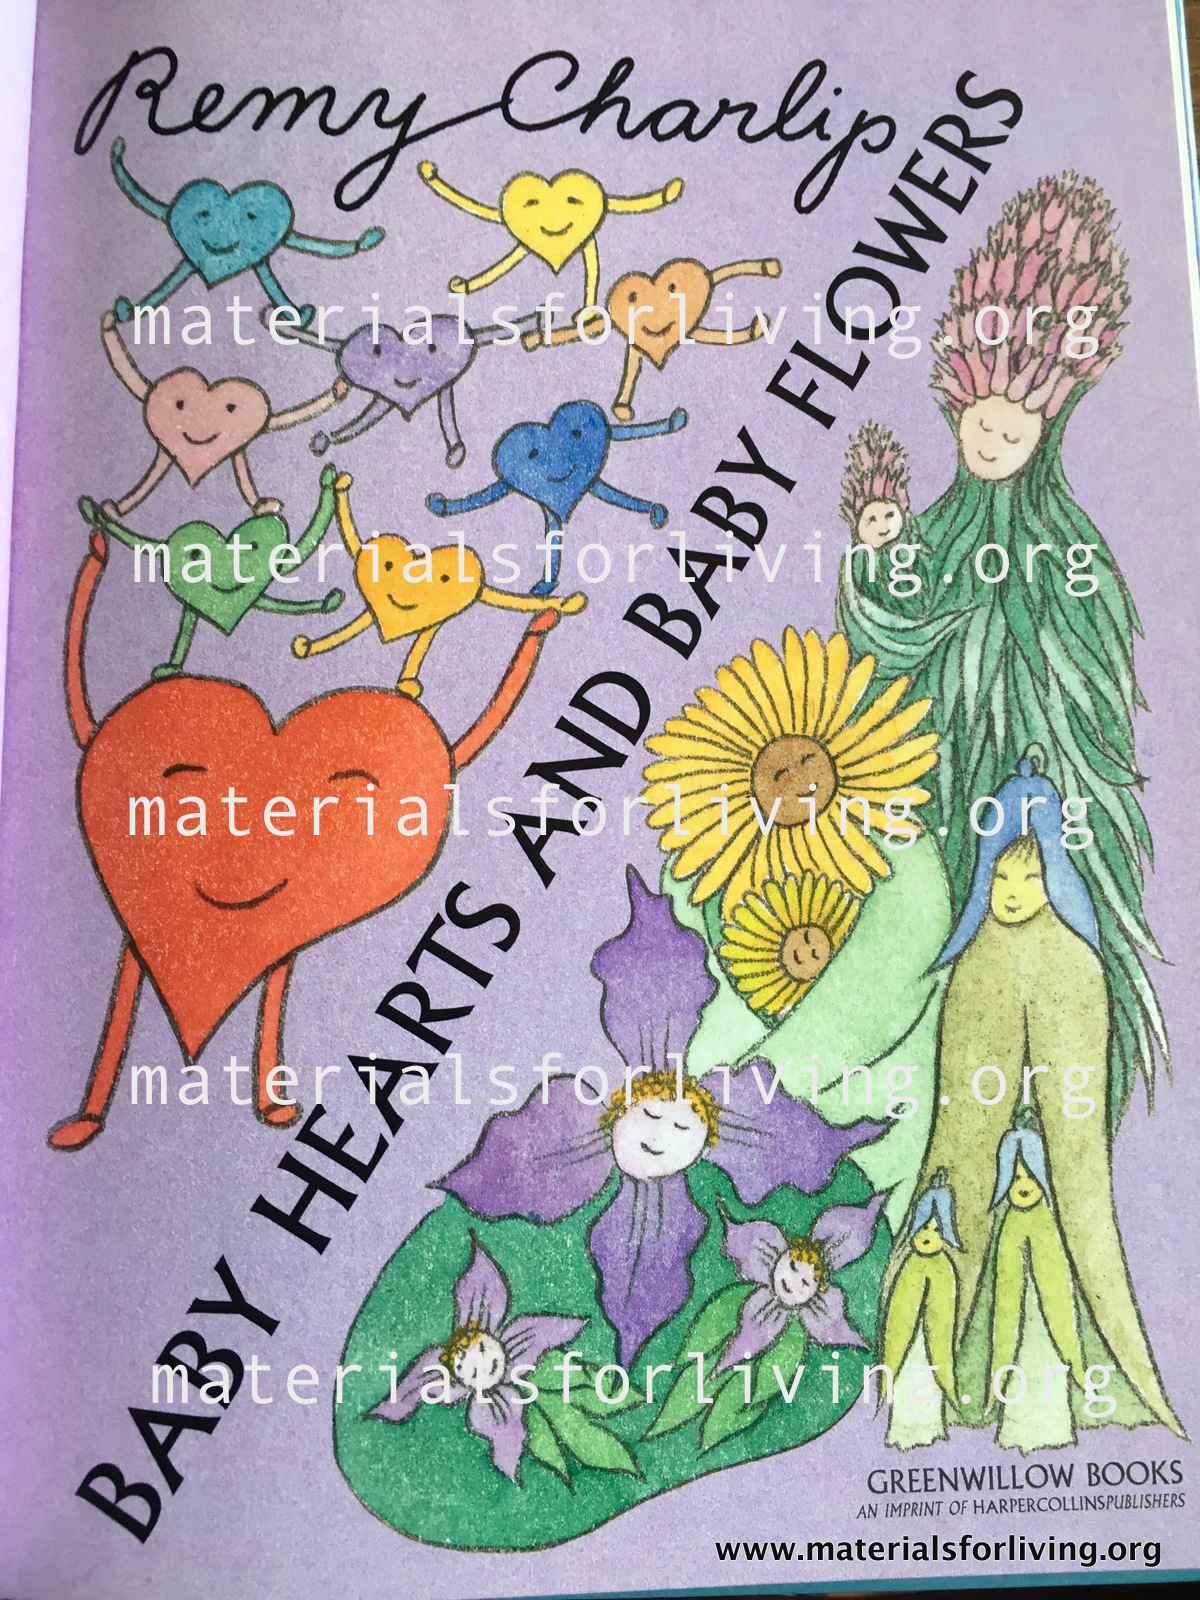 Remy Charlip
BABY HEARTS AND BABY FLOWERS
materialsforliving.org
materialsforliving.org
materialsforliving.org
materialsforliving.org
materialsforliving.org
GREENWILLOW BOOKS
AN IMPRINT OF HARPERCOLLINSPUBLISHERS
www.materialsforliving.org